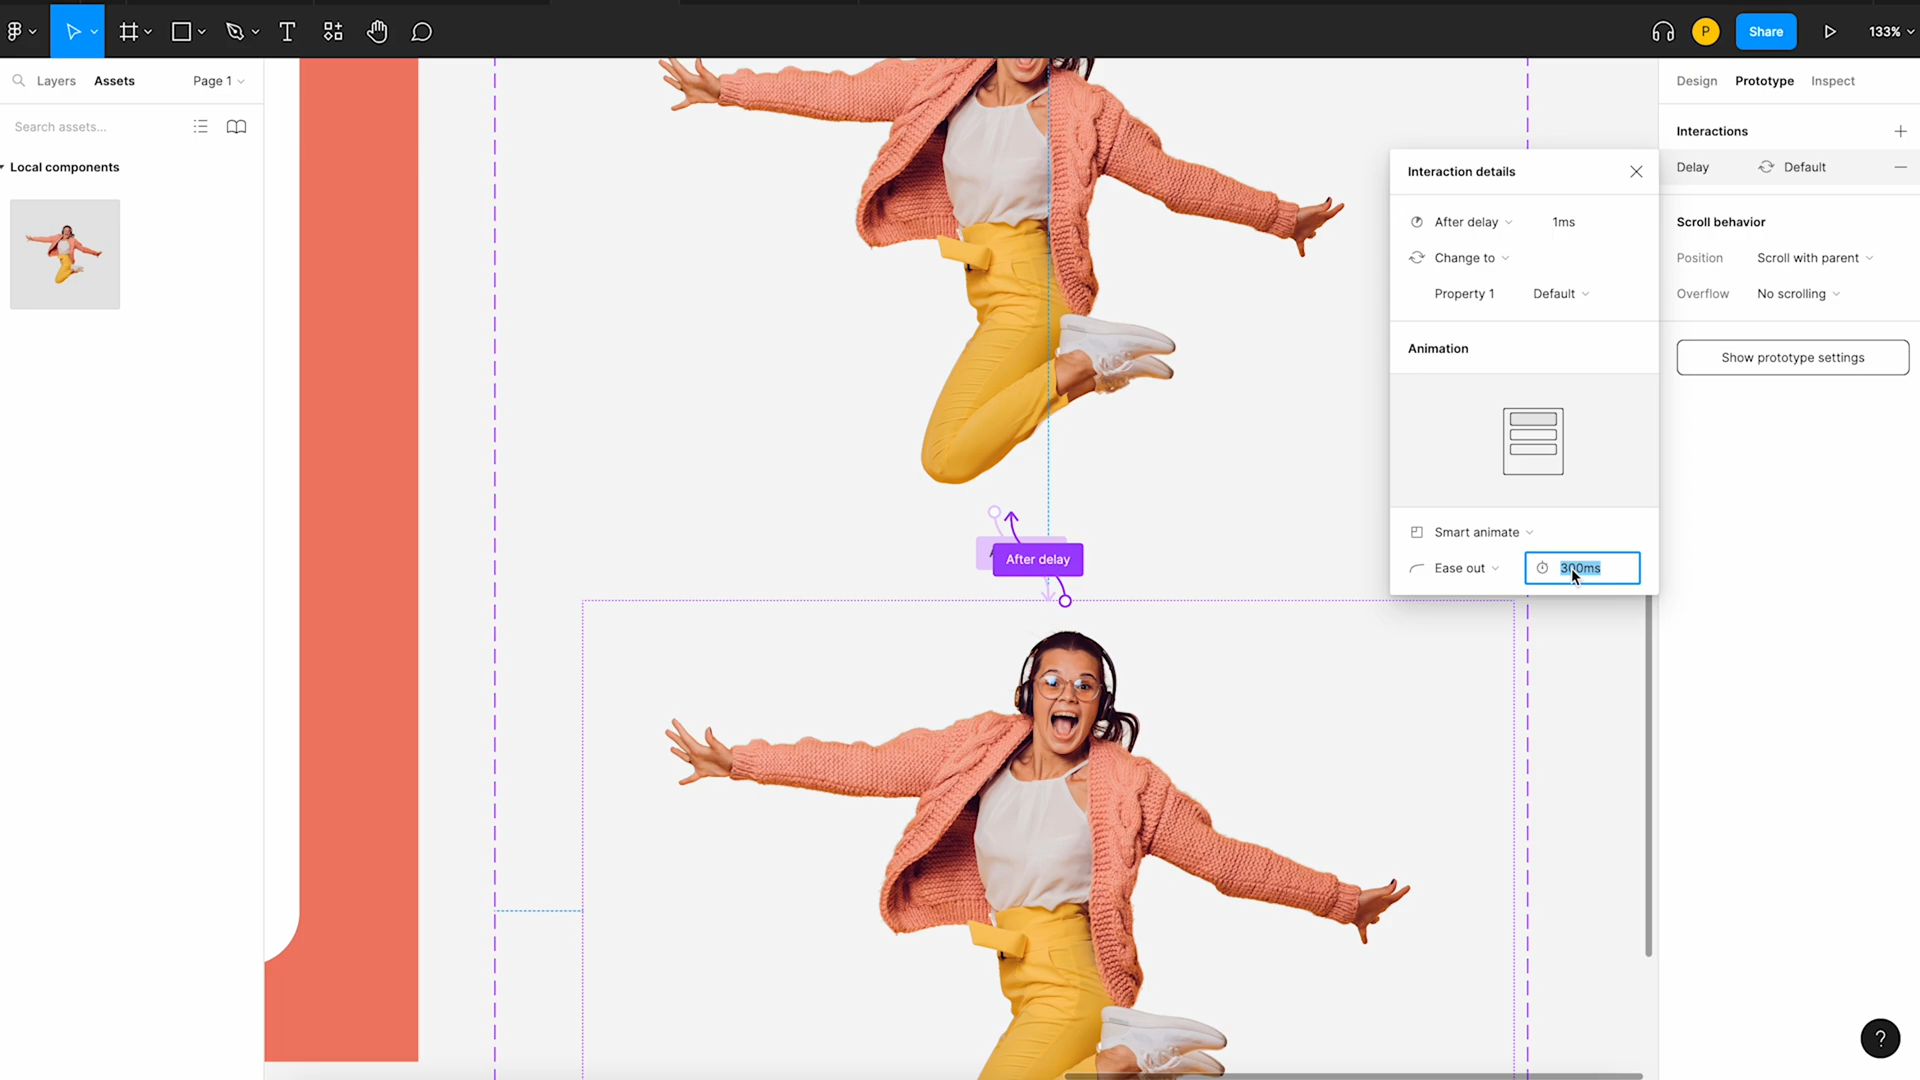 T
P
Share
133%
Layers
Assets
Page 1
Search assets...
Local components
After delay
Interaction details
After delay
1ms
Change to
Property 1
Default
Animation
Smart animate
Ease out
300ms
Design
Prototype
Inspect
Interactions
Delay
Default
Scroll behavior
Position
Scroll with parent
Overflow
No scrolling
Show prototype settings
?